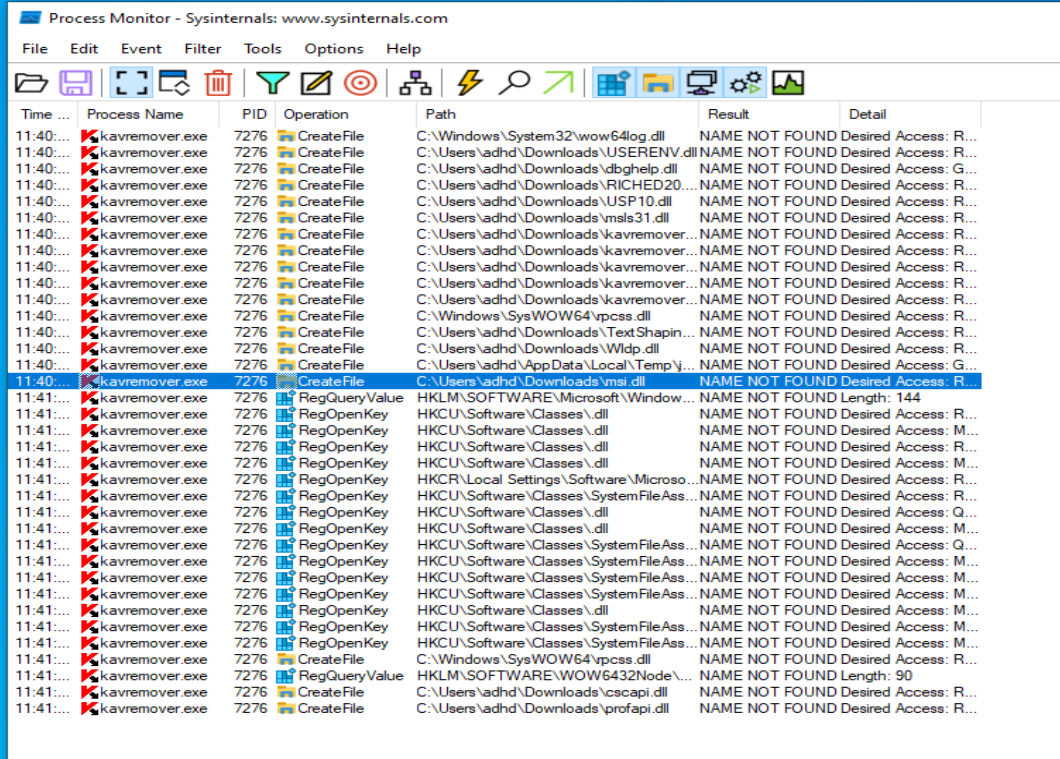 Process Monitor - Sysinternals: www.sysinternals.com
File Edit Event Filter Tools Options Help
Time ... Process Name PID Operation Path Result Detail
11:40:... kavremover.exe 7276 CreateFile C:\Windows\System32\wow64log.dll NAME NOT FOUND Desired Access: R...
11:40:... kavremover.exe 7276 CreateFile C:\Users\adhd\Downloads\USERENV.dll NAME NOT FOUND Desired Access: R...
11:40:... kavremover.exe 7276 CreateFile C:\Users\adhd\Downloads\dbghelp.dll NAME NOT FOUND Desired Access: G...
11:40:... kavremover.exe 7276 CreateFile C:\Users\adhd\Downloads\RICHED20.... NAME NOT FOUND Desired Access: R...
11:40:... kavremover.exe 7276 CreateFile C:\Users\adhd\Downloads\USP10.dll NAME NOT FOUND Desired Access: R...
11:40:... kavremover.exe 7276 CreateFile C:\Users\adhd\Downloads\msls31.dll NAME NOT FOUND Desired Access: R...
11:40:... kavremover.exe 7276 CreateFile C:\Users\adhd\Downloads\kavremover... NAME NOT FOUND Desired Access: R...
11:40:... kavremover.exe 7276 CreateFile C:\Users\adhd\Downloads\kavremover... NAME NOT FOUND Desired Access: R...
11:40:... kavremover.exe 7276 CreateFile C:\Users\adhd\Downloads\kavremover... NAME NOT FOUND Desired Access: R...
11:40:... kavremover.exe 7276 CreateFile C:\Users\adhd\Downloads\kavremover... NAME NOT FOUND Desired Access: R...
11:40:... kavremover.exe 7276 CreateFile C:\Users\adhd\Downloads\kavremover... NAME NOT FOUND Desired Access: R...
11:40:... kavremover.exe 7276 CreateFile C:\Windows\SysWOW64\rpcss.dll NAME NOT FOUND Desired Access: R...
11:40:... kavremover.exe 7276 CreateFile C:\Users\adhd\Downloads\TextShapin... NAME NOT FOUND Desired Access: R...
11:40:... kavremover.exe 7276 CreateFile C:\Users\adhd\Downloads\Wldp.dll NAME NOT FOUND Desired Access: R...
11:40:... kavremover.exe 7276 CreateFile C:\Users\adhd\AppData\Local\Temp\j... NAME NOT FOUND Desired Access: G...
11:40:... kavremover.exe 7276 CreateFile C:\Users\adhd\Downloads\msi.dll NAME NOT FOUND Desired Access: R...
11:41:... kavremover.exe 7276 RegQueryValue HKLM\SOFTWARE\Microsoft\Window... NAME NOT FOUND Length: 144
11:41:... kavremover.exe 7276 RegOpenKey HKCU\Software\Classes\.dll NAME NOT FOUND Desired Access: R...
11:41:... kavremover.exe 7276 RegOpenKey HKCU\Software\Classes\.dll NAME NOT FOUND Desired Access: M...
11:41:... kavremover.exe 7276 RegOpenKey HKCU\Software\Classes\.dll NAME NOT FOUND Desired Access: R...
11:41:... kavremover.exe 7276 RegOpenKey HKCU\Software\Classes\.dll NAME NOT FOUND Desired Access: M...
11:41:... kavremover.exe 7276 RegOpenKey HKCR\Local Settings\Software\Microso... NAME NOT FOUND Desired Access: R...
11:41:... kavremover.exe 7276 RegOpenKey HKCU\Software\Classes\SystemFileAss... NAME NOT FOUND Desired Access: R...
11:41:... kavremover.exe 7276 RegOpenKey HKCU\Software\Classes\.dll NAME NOT FOUND Desired Access: Q...
11:41:... kavremover.exe 7276 RegOpenKey HKCU\Software\Classes\.dll NAME NOT FOUND Desired Access: M...
11:41:... kavremover.exe 7276 RegOpenKey HKCU\Software\Classes\SystemFileAss... NAME NOT FOUND Desired Access: Q...
11:41:... kavremover.exe 7276 RegOpenKey HKCU\Software\Classes\SystemFileAss... NAME NOT FOUND Desired Access: M...
11:41:... kavremover.exe 7276 RegOpenKey HKCU\Software\Classes\SystemFileAss... NAME NOT FOUND Desired Access: M...
11:41:... kavremover.exe 7276 RegOpenKey HKCU\Software\Classes\SystemFileAss... NAME NOT FOUND Desired Access: M...
11:41:... kavremover.exe 7276 RegOpenKey HKCU\Software\Classes\.dll NAME NOT FOUND Desired Access: M...
11:41:... kavremover.exe 7276 RegOpenKey HKCU\Software\Classes\SystemFileAss... NAME NOT FOUND Desired Access: M...
11:41:... kavremover.exe 7276 RegOpenKey HKCU\Software\Classes\SystemFileAss... NAME NOT FOUND Desired Access: M...
11:41:... kavremover.exe 7276 CreateFile C:\Windows\SysWOW64\rpcss.dll NAME NOT FOUND Desired Access: R...
11:41:... kavremover.exe 7276 RegQueryValue HKLM\SOFTWARE\WOW6432Node\... NAME NOT FOUND Length: 90
11:41:... kavremover.exe 7276 CreateFile C:\Users\adhd\Downloads\cscapi.dll NAME NOT FOUND Desired Access: R...
11:41:... kavremover.exe 7276 CreateFile C:\Users\adhd\Downloads\profapi.dll NAME NOT FOUND Desired Access: R...